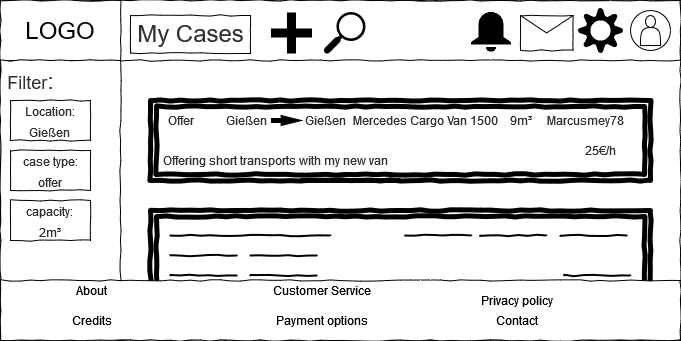 LOGO
My Cases
Filter:
Location:
Gießen
case type:
offer
capacity:
2m³
Offer Gießen Gießen Mercedes Cargo Van 1500 9m³ Marcusmey78
25€/h
Offering short transports with my new van
About Customer Service Privacy policy
Credits Payment options Contact